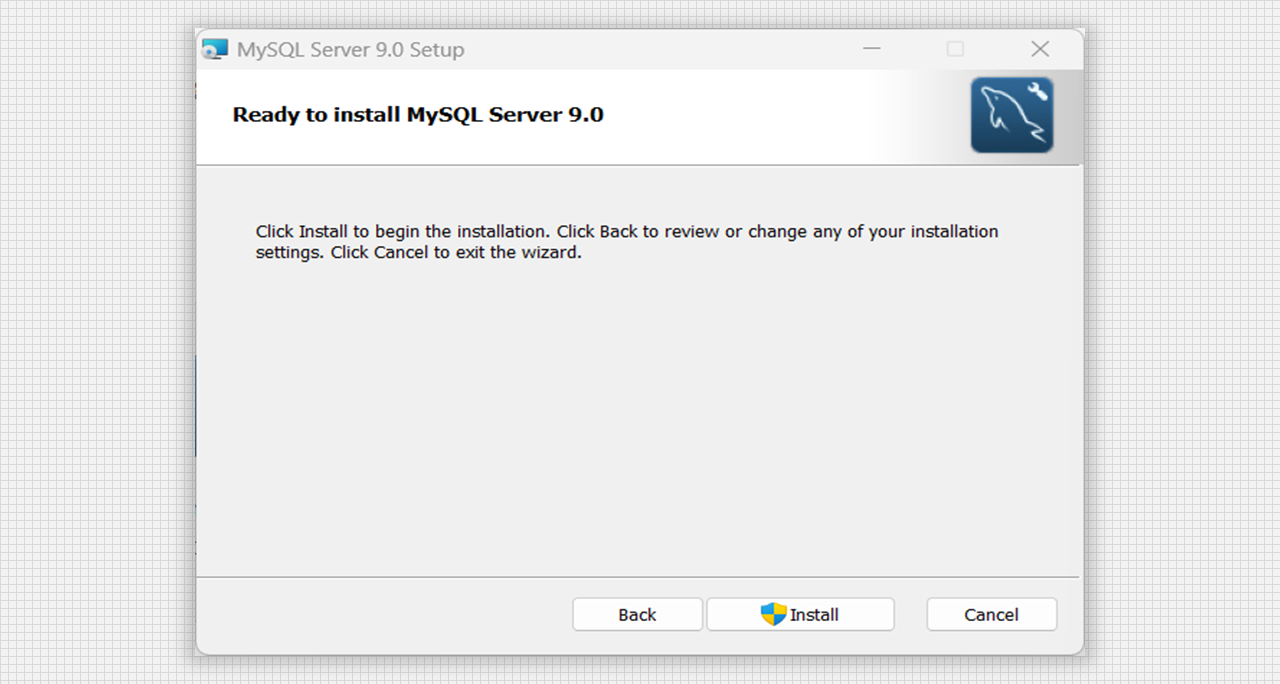 MySQL Server 9.0 Setup
Ready to install MySQL Server 9.0
Click Install to begin the installation. Click Back to review or change any of your installation
settings. Click Cancel to exit the wizard.
Back
Install
Cancel